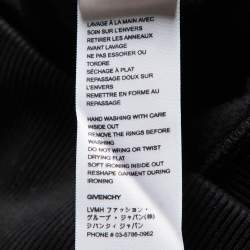 LAVAGE À LA MAIN AVEC
SOIN SUR L'ENVERS
RETIRER LES ANNEAUX
AVANT LAVAGE
NE PAS ESSORER OU
TORDRE
SÉCHAGE À PLAT
REPASSAGE DOUX SUR
L'ENVERS
REMETTRE EN FORME AU
REPASSAGE
HAND WASHING WITH CARE
INSIDE OUT
REMOVE THE RINGS BEFORE
WASHING
DO NOT WRING OR TWIST
DRYING FLAT
SOFT IRONING INSIDE OUT
RESHAPE GARMENT DURING
IRONING
GIVENCHY
LVMH ファッション・
グループ・ジャパン(株)
ジバンシィ ジャパン
PHONE # 03-5786-0962